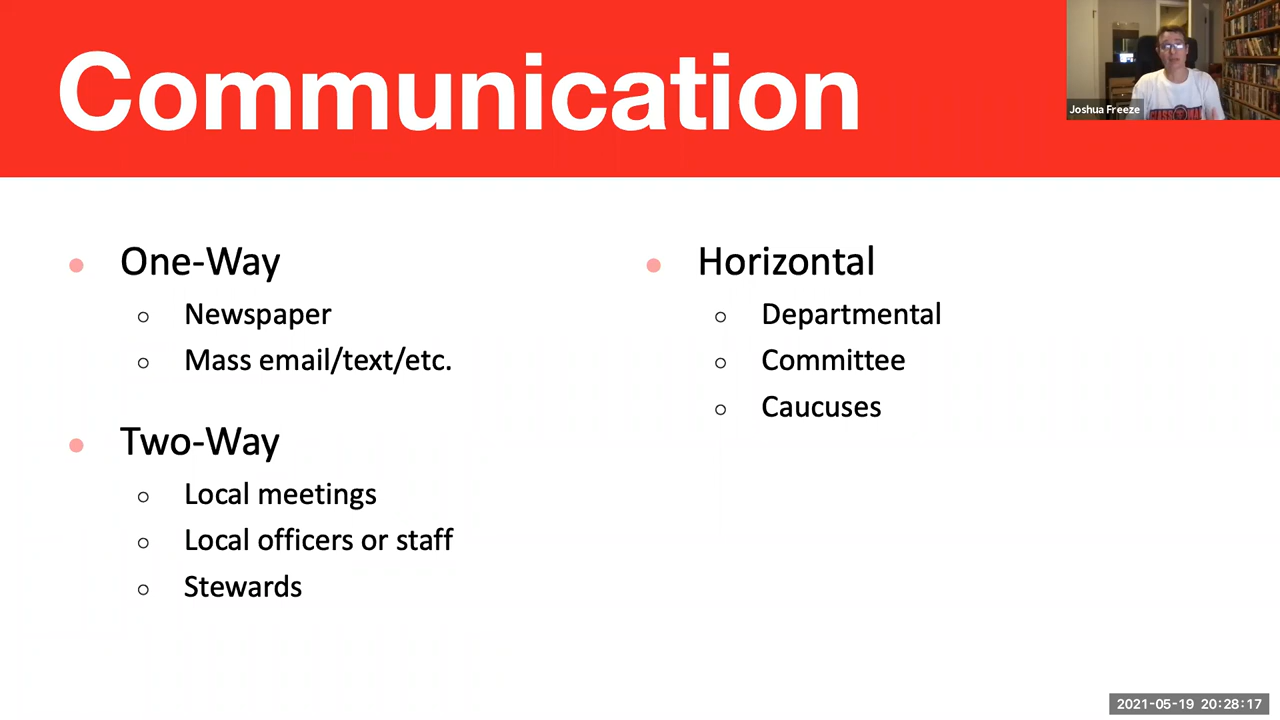 Communication
Joshua Freeze
One-Way
Newspaper
Mass email/text/etc.
Two-Way
Local meetings
Local officers or staff
Stewards
Horizontal
Departmental
Committee
Caucuses
2021-05-19 20:28:17